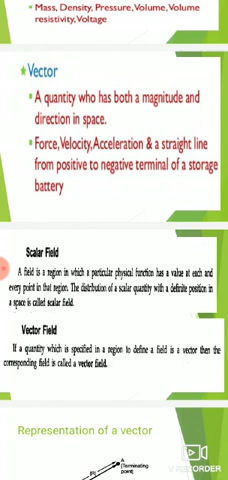 Mass, Density, Pressure, Volume, Volume
resistivity, Voltage
Vector
A quantity who has both a magnitude and
direction in space.
Force, Velocity, Acceleration & a straight line
from positive to negative terminal of a storage
battery
Scalar Field
A field is a region in which a particular physical function has a value at each and
every point in that region. The distribution of a scalar quantity with a definite position in
a space is called scalar field.
Vector Field
If a quantity which is specified in a region to define a field is a vector then the
corresponding field is called a vector field.
Representation of a vector
A
(Terminating
point)
|R|
V RECORDER